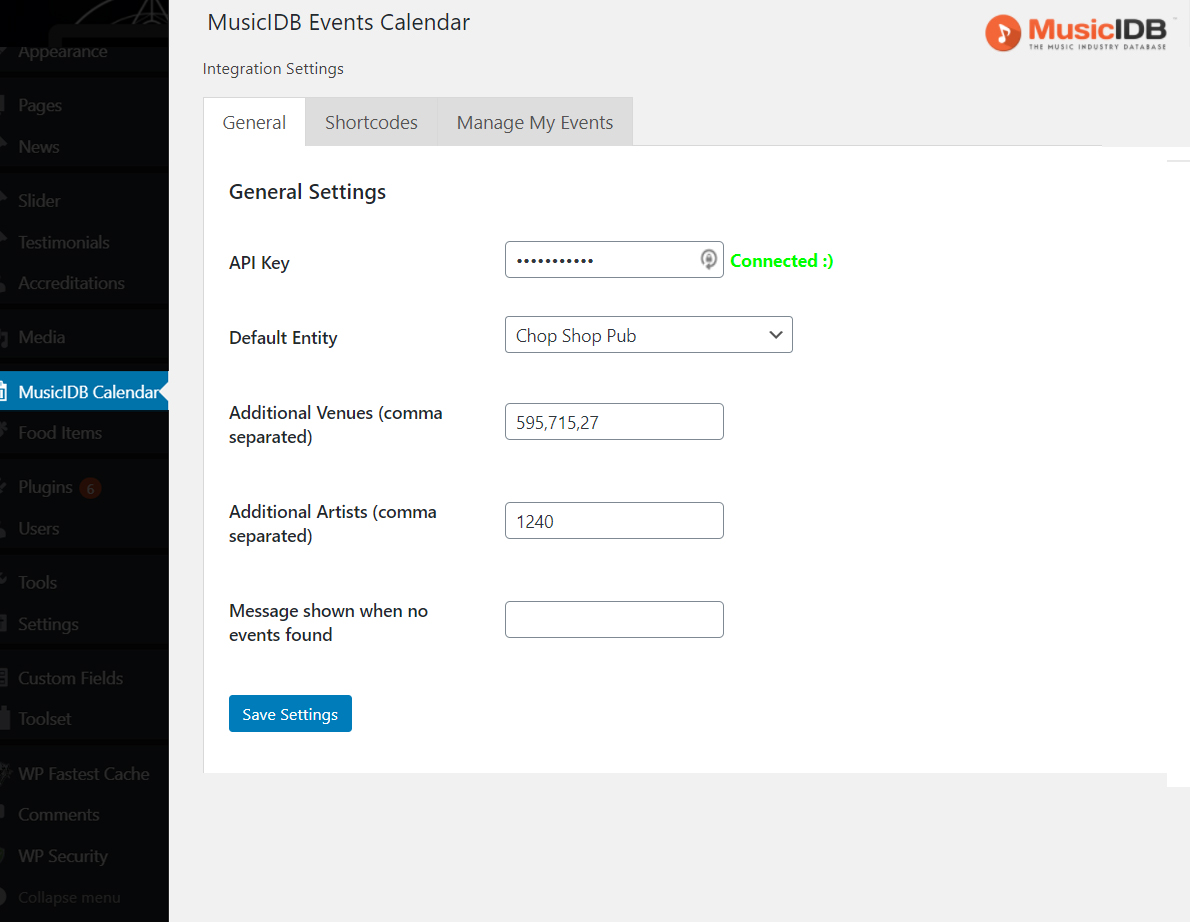 MusicIDB Events Calendar
MusicIDB
THE MUSIC INDUSTRY DATABASE
Integration Settings
General
Shortcodes
Manage My Events
General Settings
API Key
•••••••••••
Connected :)
Default Entity
Chop Shop Pub
Additional Venues (comma
separated)
595,715,27
Additional Artists (comma
separated)
1240
Message shown when no
events found
Save Settings
Appearance
Pages
News
Slider
Testimonials
Accreditations
Media
MusicIDB Calendar
Food Items
Plugins 6
Users
Tools
Settings
Custom Fields
Toolset
WP Fastest Cache
Comments
WP Security
Collapse menu